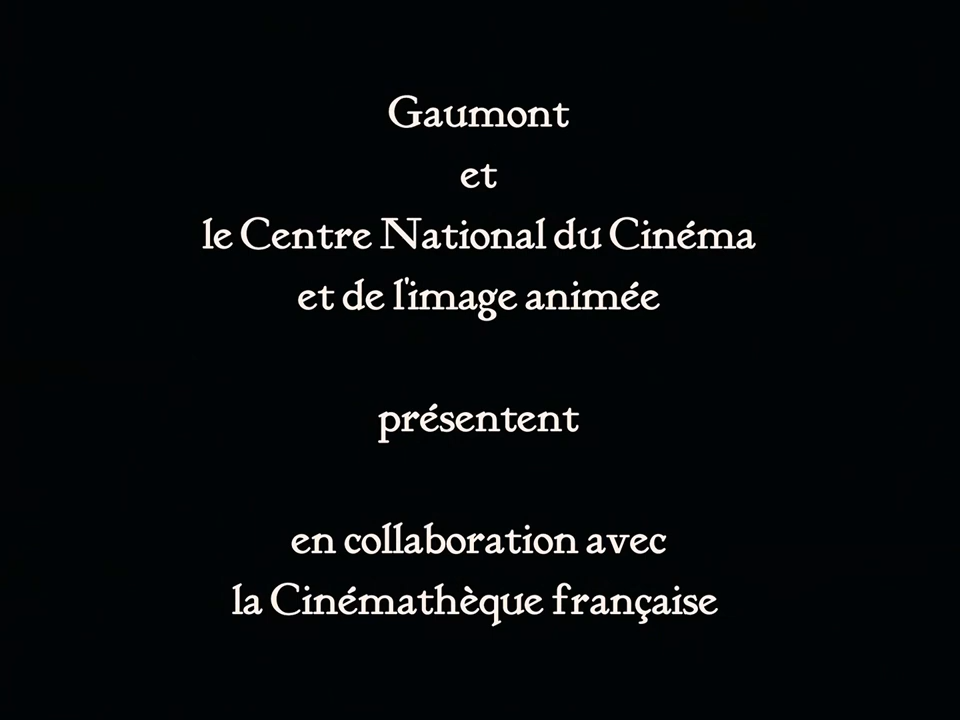 Gaumont
et
le Centre National du Cinéma
et de l'image animée
présentent
en collaboration avec
la Cinémathèque française